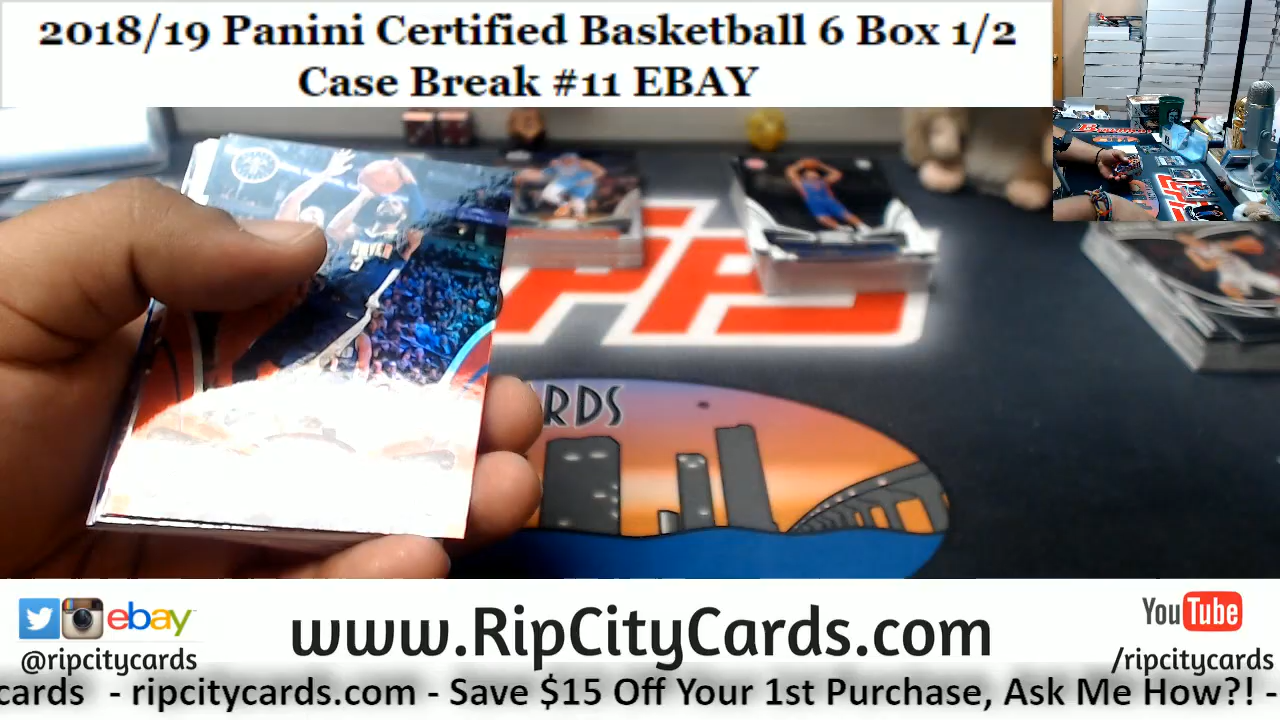 2018/19 Panini Certified Basketball 6 Box 1/2
Case Break #11 EBAY
RDS
ebay
@ripcitycards
www.RipCityCards.com
YouTube
/ripcitycards
cards - ripcitycards.com - Save $15 Off Your 1st Purchase, Ask Me How?! -